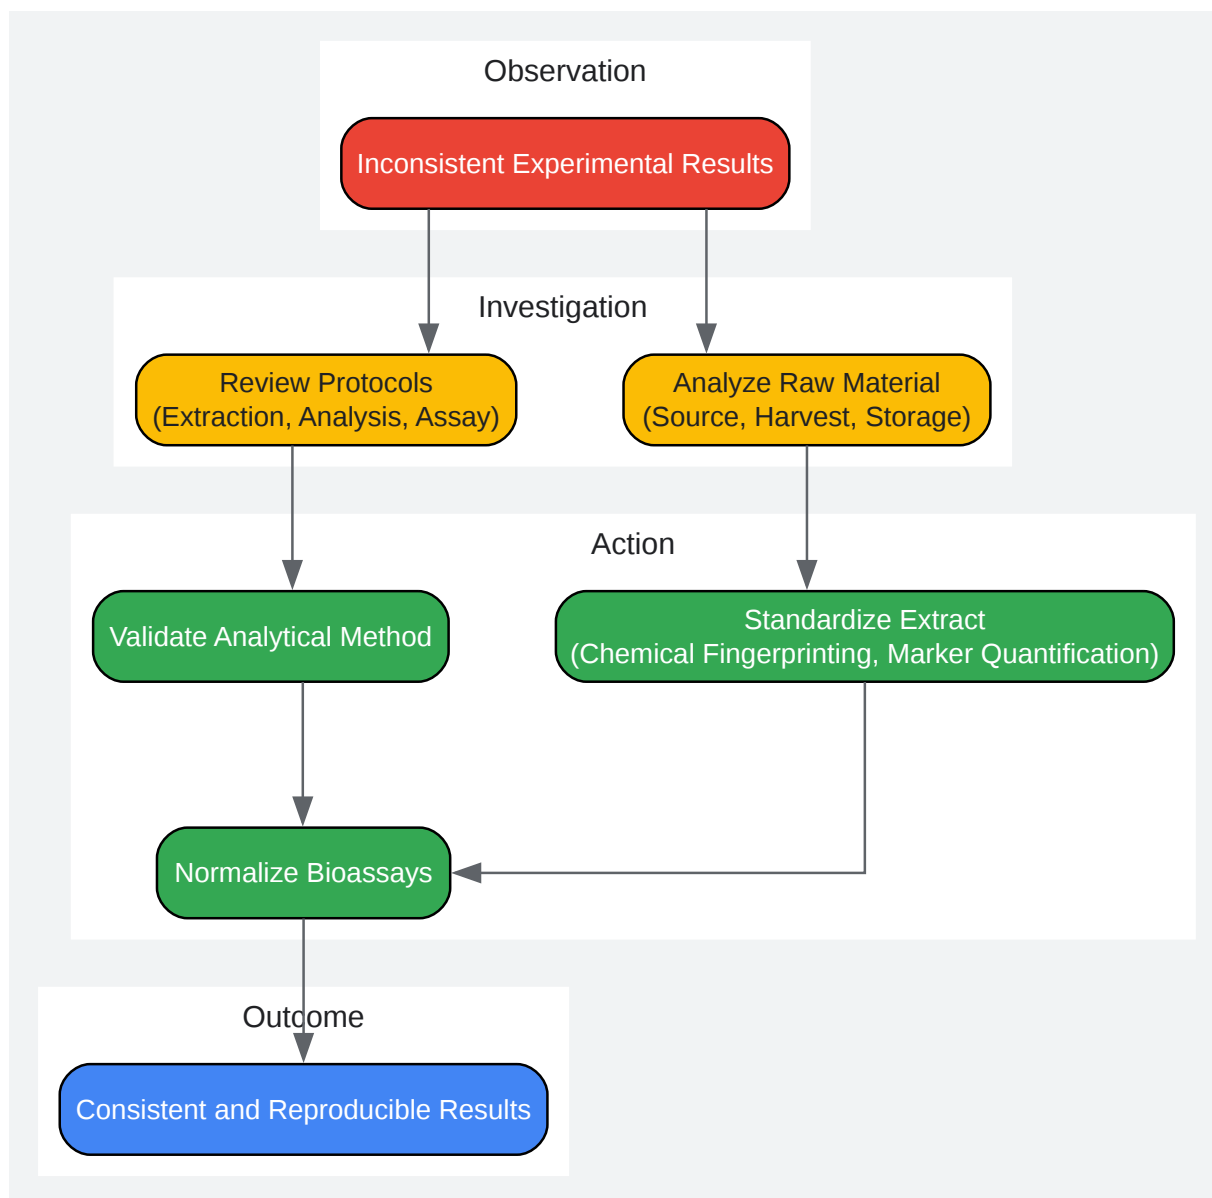 Observation
Inconsistent Experimental Results
Investigation
Review Protocols
(Extraction, Analysis, Assay)
Analyze Raw Material
(Source, Harvest, Storage)
Action
Validate Analytical Method
Standardize Extract
(Chemical Fingerprinting, Marker Quantification)
Normalize Bioassays
Outcome
Consistent and Reproducible Results